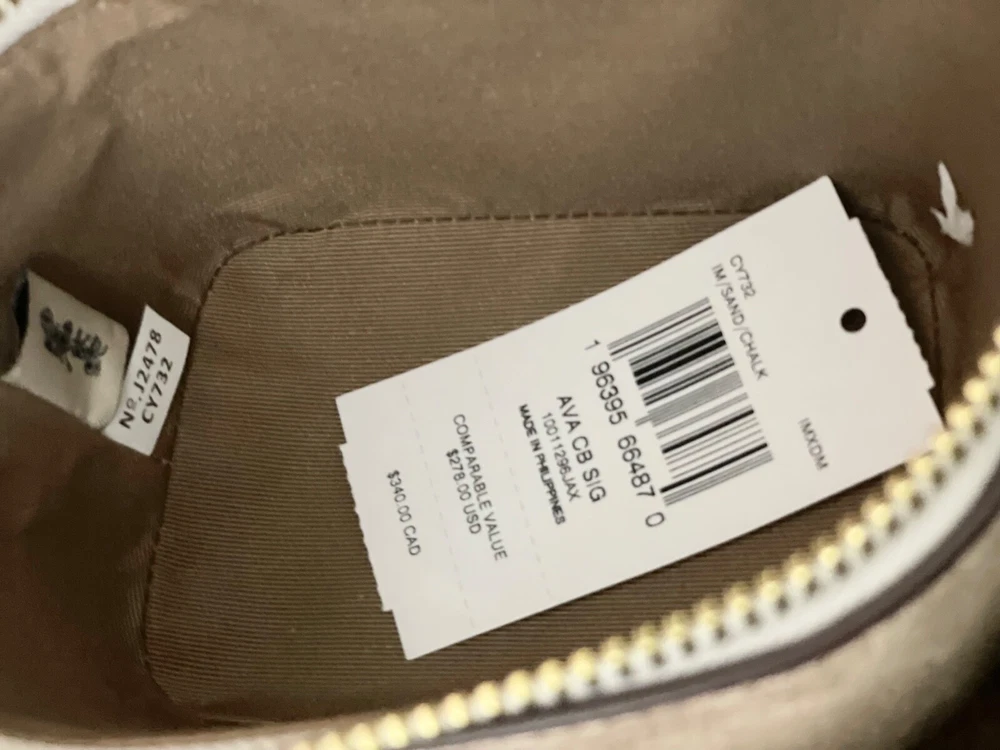 Nº.J2478
CY732
CY732
IM/SAND/CHALK
IMXDM
1 96395 66487 0
AVA CB SIG
10011296JAX
MADE IN PHILIPPINES
COMPARABLE VALUE
$278.00 USD
$340.00 CAD